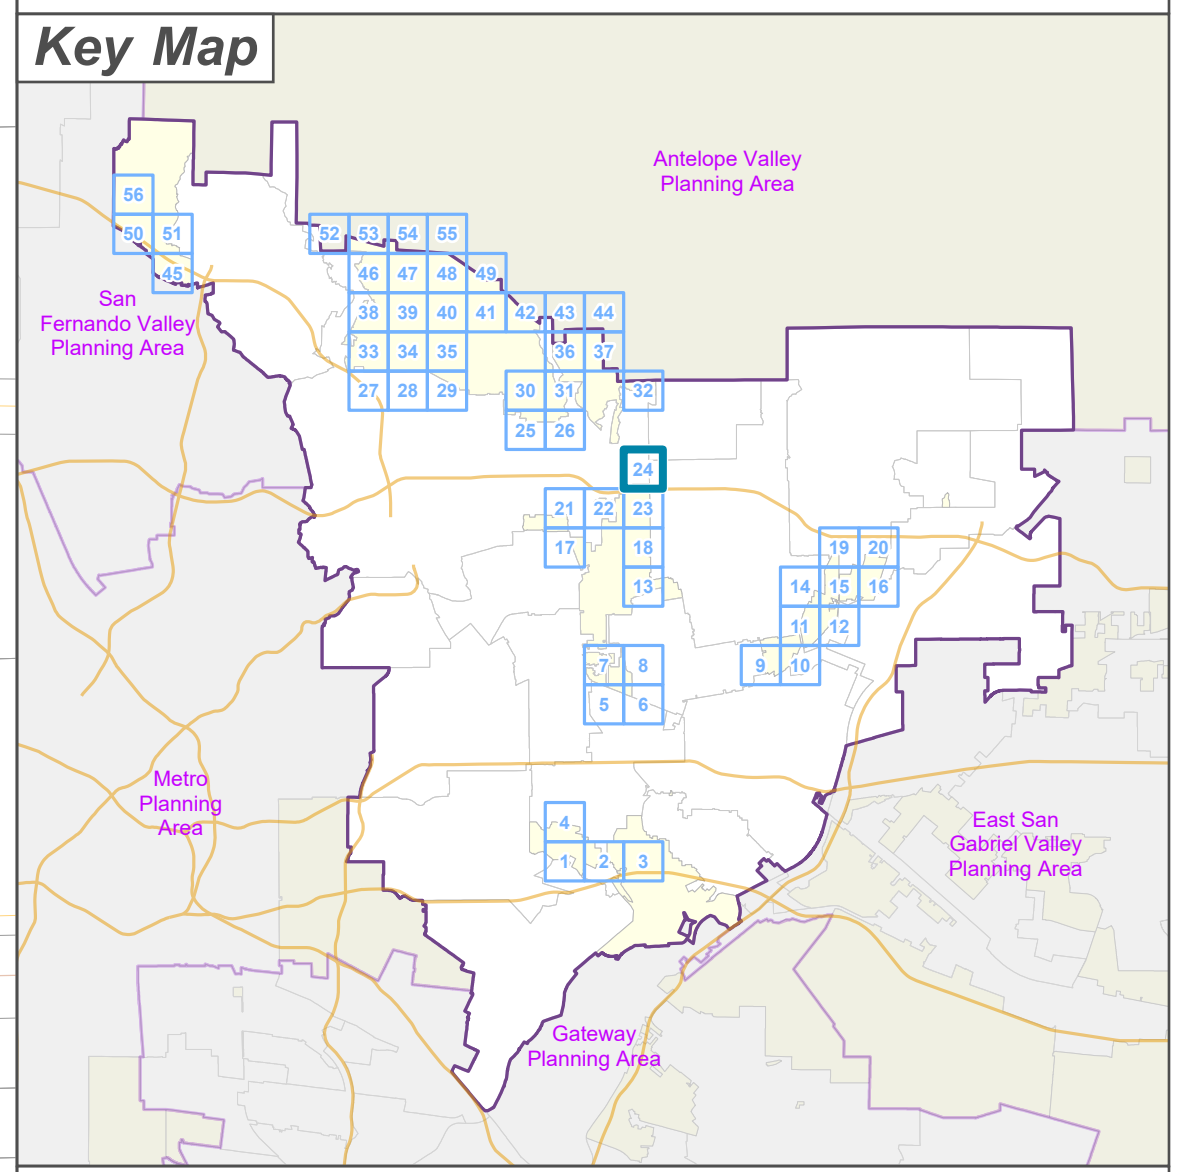 Key Map
Antelope Valley
Planning Area
56
50 51
45
52 53 54 55
46 47 48 49
San
Fernando Valley
Planning Area
38 39 40 41 42 43 44
33 34 35 36 37
27 28 29 30 31 32
25 26
24
21 22 23
17 18
19 20
13
14 15 16
11 12
7 8
9 10
5 6
Metro
Planning
Area
4
1 2 3
East San
Gabriel Valley
Planning Area
Gateway
Planning Area